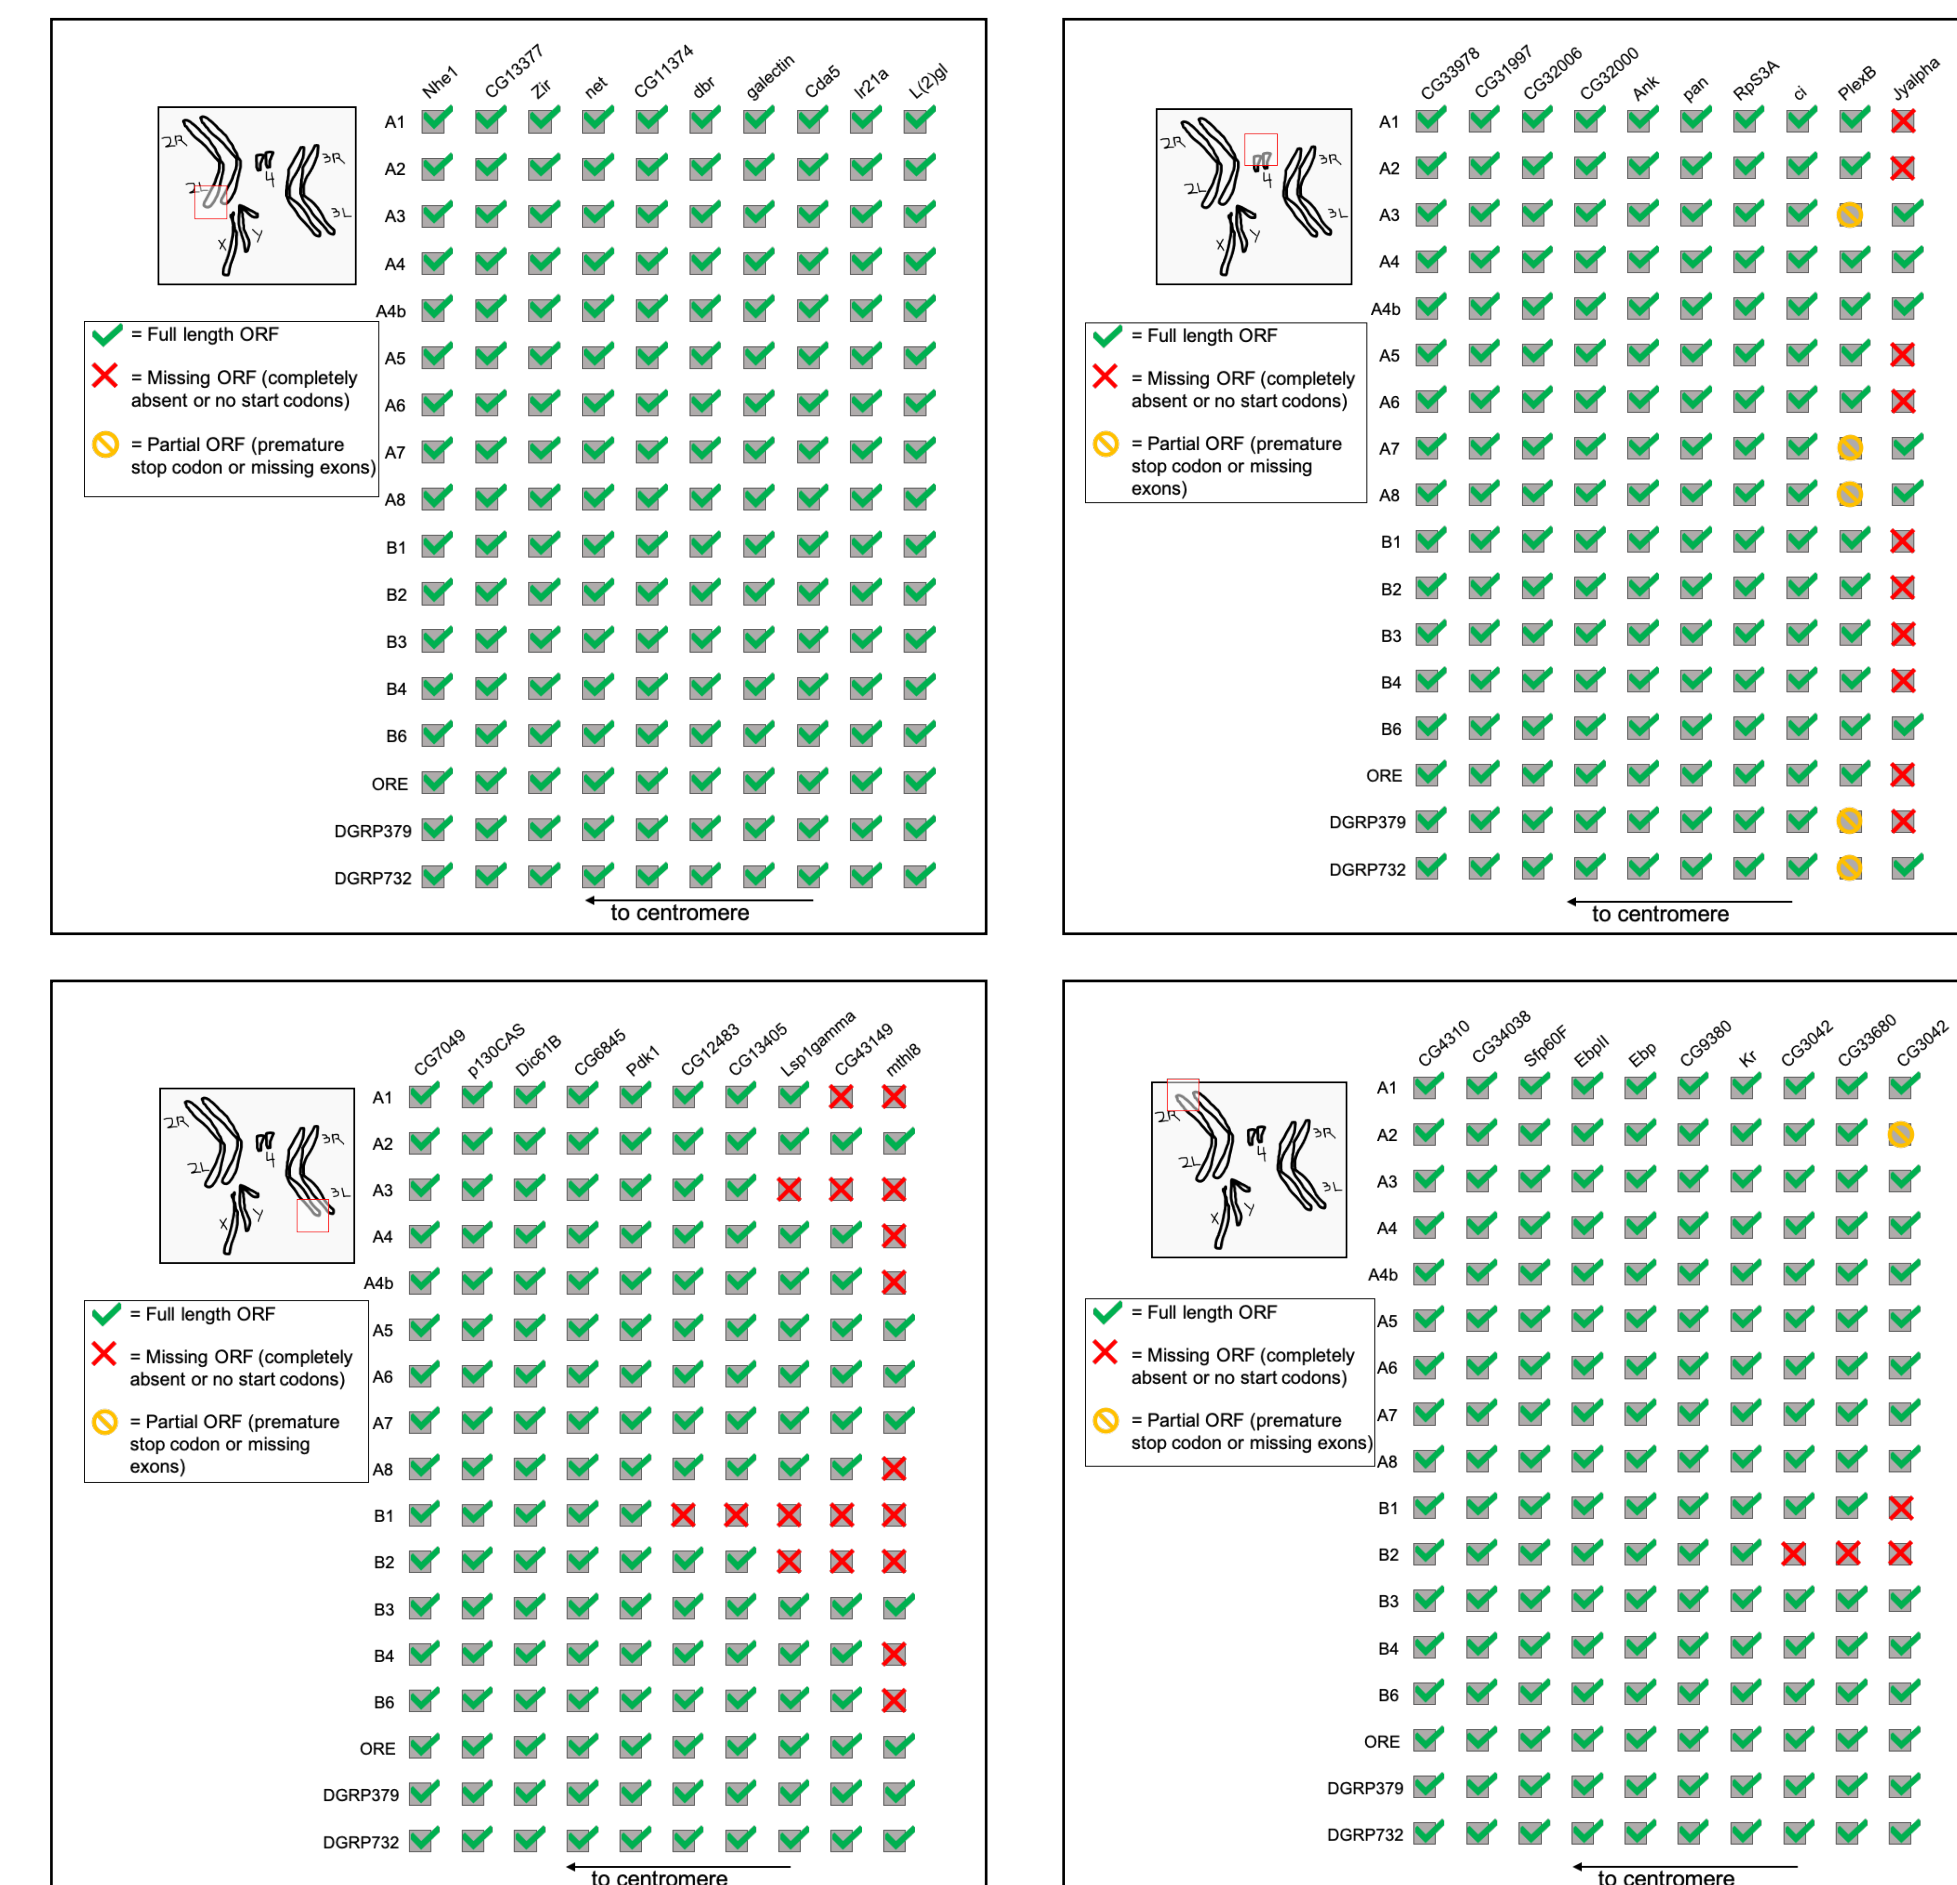 Nhe1 CG13377 Zir net CG11374 dbr galectin Cda5 Ir21a L(2)gl
2R
3R
2L
4
3L
X Y
A1
A2
A3
A4
A4b
A5
A6
A7
A8
B1
B2
B3
B4
B6
ORE
DGRP379
DGRP732
= Full length ORF
= Missing ORF (completely
absent or no start codons)
= Partial ORF (premature
stop codon or missing exons)
to centromere
CG33978 CG31997 CG32006 CG32000 Ank pan RpS3A ci PlexB Jyalpha
2R
3R
2L
4
3L
X Y
A1
A2
A3
A4
A4b
A5
A6
A7
A8
B1
B2
B3
B4
B6
ORE
DGRP379
DGRP732
= Full length ORF
= Missing ORF (completely
absent or no start codons)
= Partial ORF (premature
stop codon or missing
exons)
to centromere
CG7049 p130CAS Dic61B CG6845 Pdk1 CG12483 CG13405 Lsp1gamma CG43149 mthl8
2R
3R
2L
4
3L
X Y
A1
A2
A3
A4
A4b
A5
A6
A7
A8
B1
B2
B3
B4
B6
ORE
DGRP379
DGRP732
= Full length ORF
= Missing ORF (completely
absent or no start codons)
= Partial ORF (premature
stop codon or missing
exons)
to centromere
CG4310 CG34038 Sfp60F EbpII Ebp CG9380 Kr CG3042 CG33680 CG3042
2R
3R
2L
4
3L
X Y
A1
A2
A3
A4
A4b
A5
A6
A7
A8
B1
B2
B3
B4
B6
ORE
DGRP379
DGRP732
= Full length ORF
= Missing ORF (completely
absent or no start codons)
= Partial ORF (premature
stop codon or missing exons)
to centromere